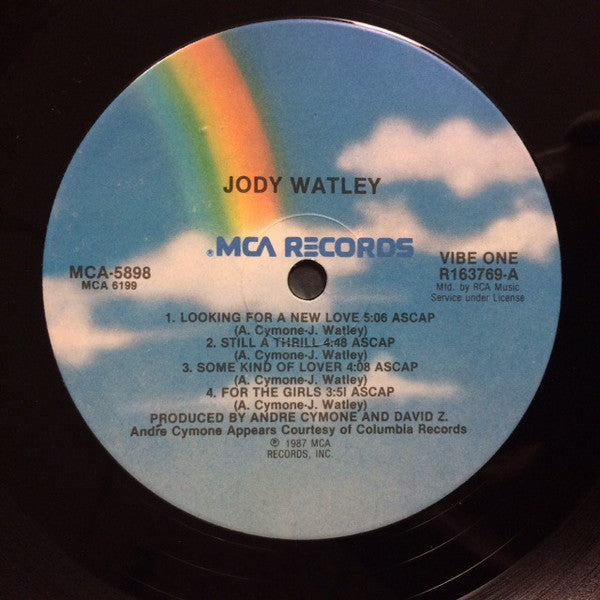 JODY WATLEY
®MCA RECORDS
MCA-5898
MCA 6199
VIBE ONE
R163769-A
Mfd. by RCA Music
Service under License
1. LOOKING FOR A NEW LOVE 5:06 ASCAP
(A. Cymone-J. Watley)
2. STILL A THRILL 4:48 ASCAP
(A. Cymone-J. Watley)
3. SOME KIND OF LOVER 4:08 ASCAP
(A. Cymone-J. Watley)
4. FOR THE GIRLS 3:51 ASCAP
(A. Cymone-J. Watley)
PRODUCED BY ANDRE CYMONE AND DAVID Z.
André Cymone Appears Courtesy of Columbia Records
℗ 1987 MCA
RECORDS, INC.